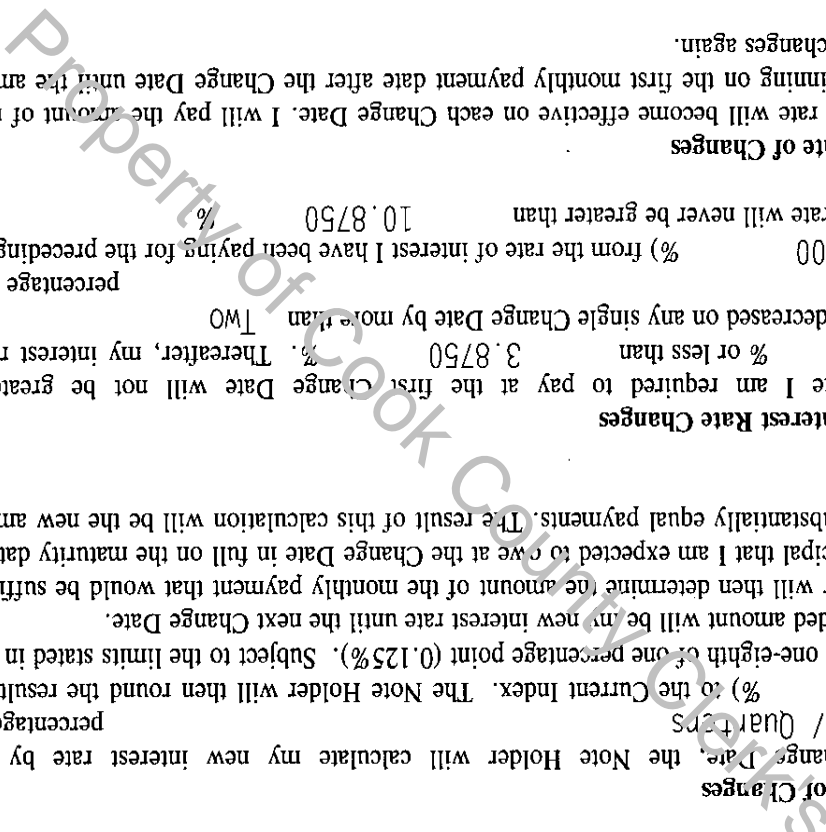 of Changes
Date, the Note Holder will calculate my new interest rate by
/ Quarters percentage
%) to the Current Index. The Note Holder will then round the result
one-eighth of one percentage point (0.125%). Subject to the limits stated in
ded amount will be my new interest rate until the next Change Date.
will then determine the amount of the monthly payment that would be
cipal that I am expected to owe at the Change Date in full on the maturity
substantially equal payments. The result of this calculation will be the new
terest Rate Changes
I am required to pay at the first Change Date will not be
% or less than 3.8750 %. Thereafter, my interest
decreased on any single Change Date by more than TWO
percentage
00 %) from the rate of interest I have been paying for the preceding
rate will never be greater than 10.8750 %
te of Changes
rate will become effective on each Change Date. I will pay the amount of
inning on the first monthly payment date after the Change Date until the
changes again.
Property of Cook County Clerk's